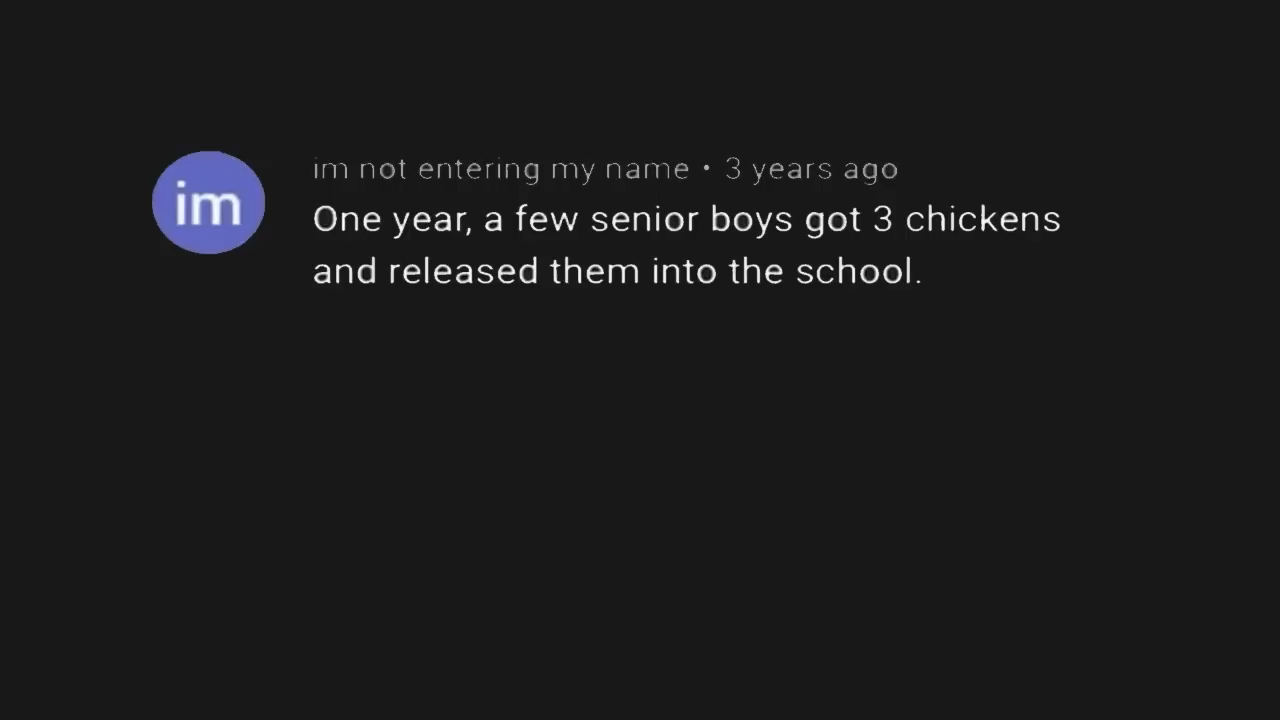 im
im not entering my name • 3 years ago
One year, a few senior boys got 3 chickens
and released them into the school.